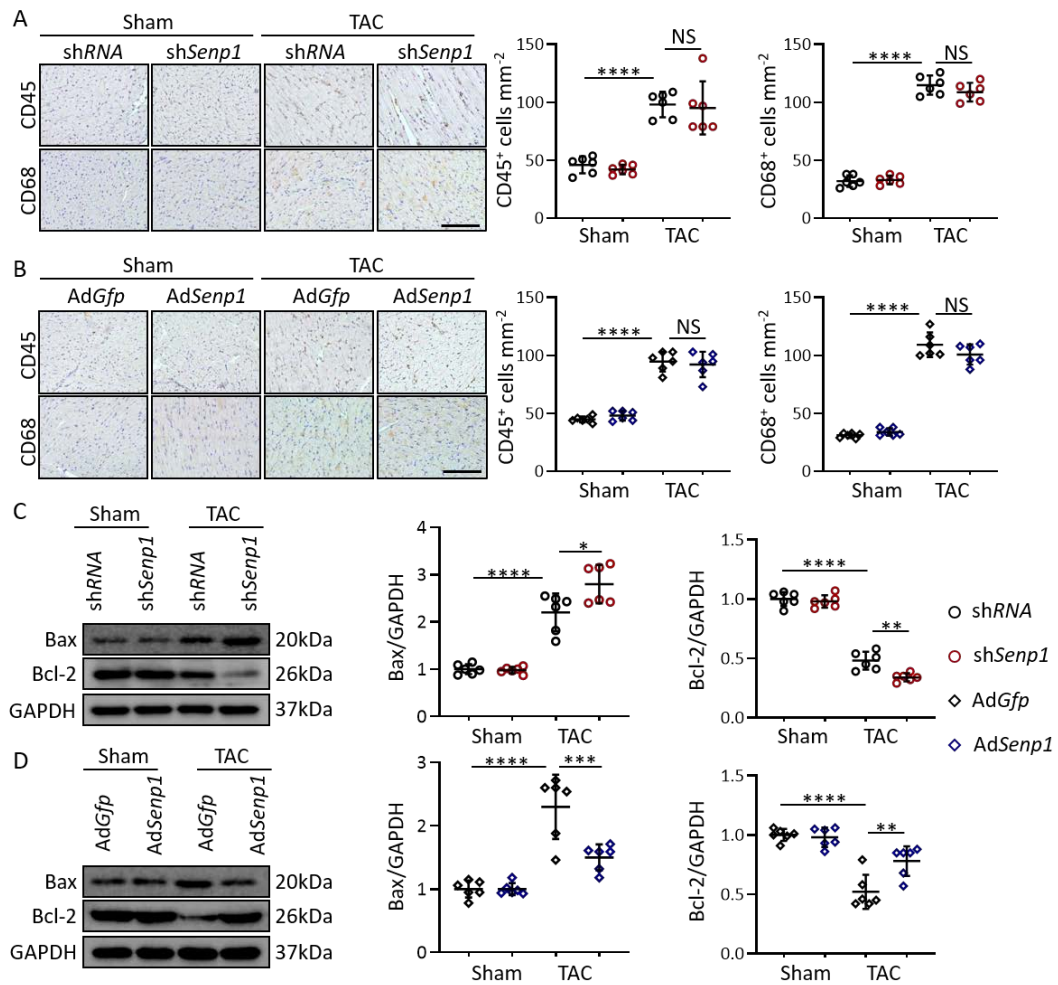 A
Sham TAC
shRNA shSenp1 shRNA shSenp1
CD45
CD68
150
100
50
0
CD45⁺ cells mm⁻²
**** NS
Sham TAC
150
100
50
0
CD68⁺ cells mm⁻²
**** NS
Sham TAC
B
Sham TAC
AdGfp AdSenp1 AdGfp AdSenp1
CD45
CD68
150
100
50
0
CD45⁺ cells mm⁻²
**** NS
Sham TAC
150
100
50
0
CD68⁺ cells mm⁻²
**** NS
Sham TAC
C
Sham TAC
shRNA shSenp1 shRNA shSenp1
Bax 20kDa
Bcl-2 26kDa
GAPDH 37kDa
4
3
2
1
0
Bax/GAPDH
**** *
Sham TAC
1.5
1.0
0.5
0.0
Bcl-2/GAPDH
**** **
Sham TAC
shRNA
shSenp1
AdGfp
AdSenp1
D
Sham TAC
AdGfp AdSenp1 AdGfp AdSenp1
Bax 20kDa
Bcl-2 26kDa
GAPDH 37kDa
3
2
1
0
Bax/GAPDH
**** ***
Sham TAC
1.5
1.0
0.5
0.0
Bcl-2/GAPDH
**** **
Sham TAC